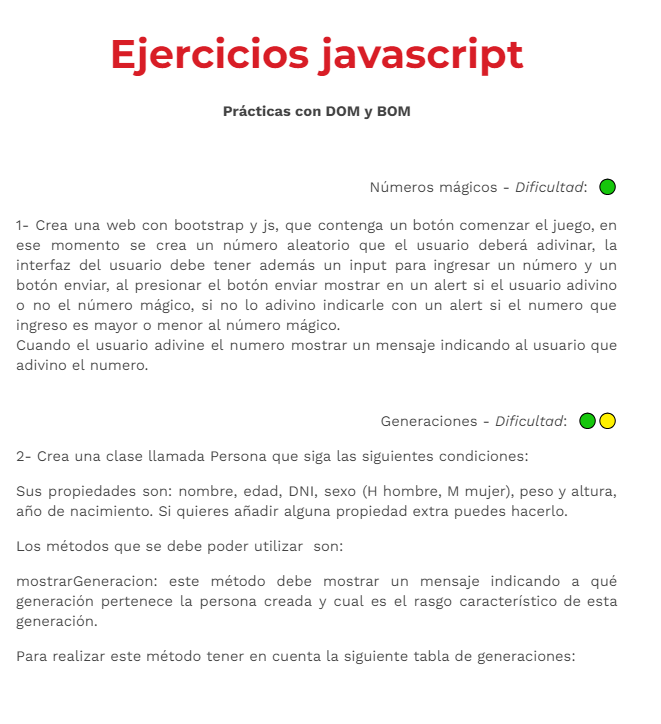 Ejercicios javascript
Prácticas con DOM y BOM
Números mágicos - Dificultad:
1- Crea una web con bootstrap y js, que contenga un botón comenzar el juego, en
ese momento se crea un número aleatorio que el usuario deberá adivinar, la
interfaz del usuario debe tener además un input para ingresar un número y un
botón enviar, al presionar el botón enviar mostrar en un alert si el usuario adivino
o no el número mágico, si no lo adivino indicarle con un alert si el numero que
ingreso es mayor o menor al número mágico.
Cuando el usuario adivine el numero mostrar un mensaje indicando al usuario que
adivino el numero.
Generaciones - Dificultad:
2- Crea una clase llamada Persona que siga las siguientes condiciones:
Sus propiedades son: nombre, edad, DNI, sexo (H hombre, M mujer), peso y altura,
año de nacimiento. Si quieres añadir alguna propiedad extra puedes hacerlo.
Los métodos que se debe poder utilizar  son:
mostrarGeneracion: este método debe mostrar un mensaje indicando a qué
generación pertenece la persona creada y cual es el rasgo característico de esta
generación.
Para realizar este método tener en cuenta la siguiente tabla de generaciones: